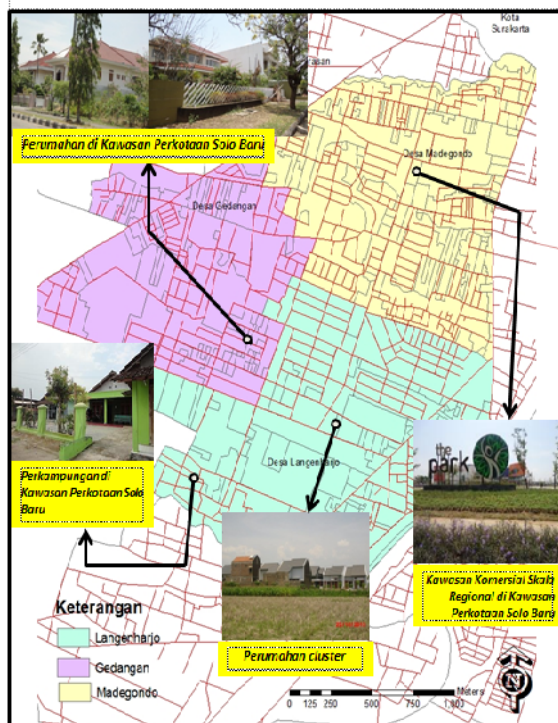 Kota
Surakarta
Perumahan di Kawasan Perkotaan Solo Baru
Desa Madegondo
Desa Gedangan
Perkampungan di
Kawasan Perkotaan Solo
Baru
Desa Langenharjo
the
park
Kawasan Komersial Skala
Regional di Kawasan
Perkotaan Solo Baru
Perumahan cluster
Keterangan
Langenharjo
Gedangan
Madegondo
Meters
0 125 250 500 750 1,000
N